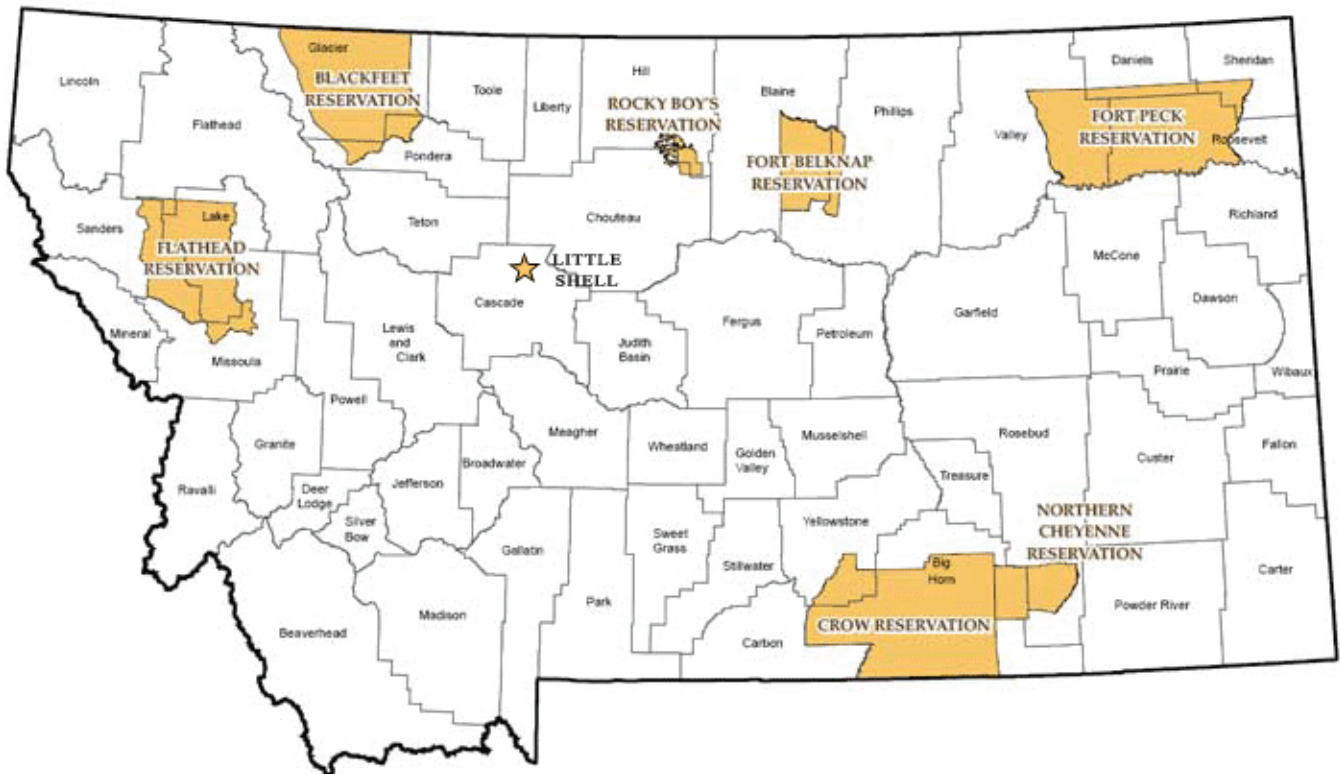 Glacier
BLACKFEET
RESERVATION
Lincoln
Flathead
Toole
Liberty
Hill
ROCKY BOY'S
RESERVATION
Blaine
Phillips
Valley
Daniels
Sheridan
FORT PECK
RESERVATION
Roosevelt
Pondera
FORT BELKNAP
RESERVATION
Sanders
Lake
FLATHEAD
RESERVATION
Teton
Chouteau
Richland
McCone
LITTLE
SHELL
Cascade
Mineral
Missoula
Lewis
and
Clark
Judith
Basin
Fergus
Petroleum
Garfield
Dawson
Prairie
Wibaux
Powell
Granite
Ravalli
Deer
Lodge
Silver
Bow
Jefferson
Broadwater
Meagher
Wheatland
Golden
Valley
Musselshell
Treasure
Rosebud
Custer
Fallon
NORTHERN
CHEYENNE
RESERVATION
Gallatin
Sweet
Grass
Stillwater
Yellowstone
Big
Horn
CROW RESERVATION
Powder River
Carter
Beaverhead
Madison
Park
Carbon